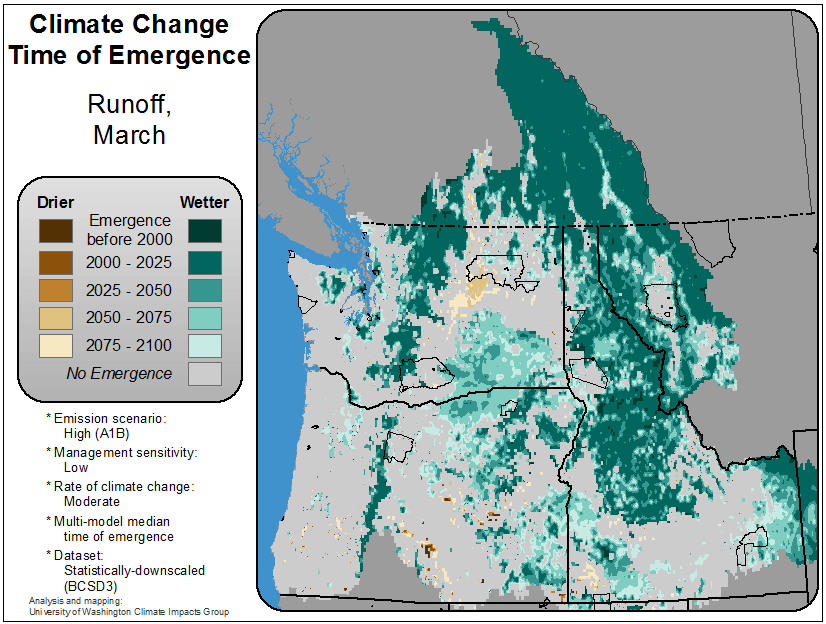 Climate Change
Time of Emergence
Runoff,
March
Drier Wetter
Emergence
before 2000
2000 - 2025
2025 - 2050
2050 - 2075
2075 - 2100
No Emergence
* Emission scenario:
High (A1B)
* Management sensitivity:
Low
* Rate of climate change:
Moderate
* Multi-model median
time of emergence
* Dataset:
Statistically-downscaled
(BCSD3)
Analysis and mapping:
University of Washington Climate Impacts Group